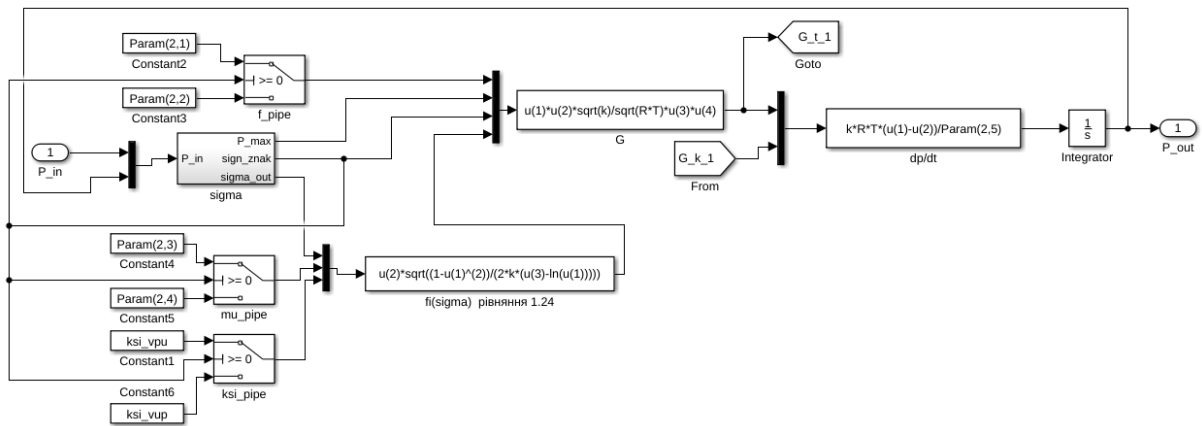 Param(2,1)
Constant2
>= 0
Param(2,2)
Constant3
f_pipe
1
P_in
P_in
P_max
sign_znak
sigma_out
sigma
u(1)*u(2)*sqrt(k)/sqrt(R*T)*u(3)*u(4)
G
G_t_1
Goto
G_k_1
From
k*R*T*(u(1)-u(2))/Param(2,5)
dp/dt
1
s
Integrator
1
P_out
Param(2,3)
Constant4
>= 0
Param(2,4)
Constant5
mu_pipe
u(2)*sqrt((1-u(1)^(2))/(2*k*(u(3)-ln(u(1)))))
fi(sigma) рівняння 1.24
ksi_vpu
Constant1
>= 0
Constant6
ksi_pipe
ksi_vup